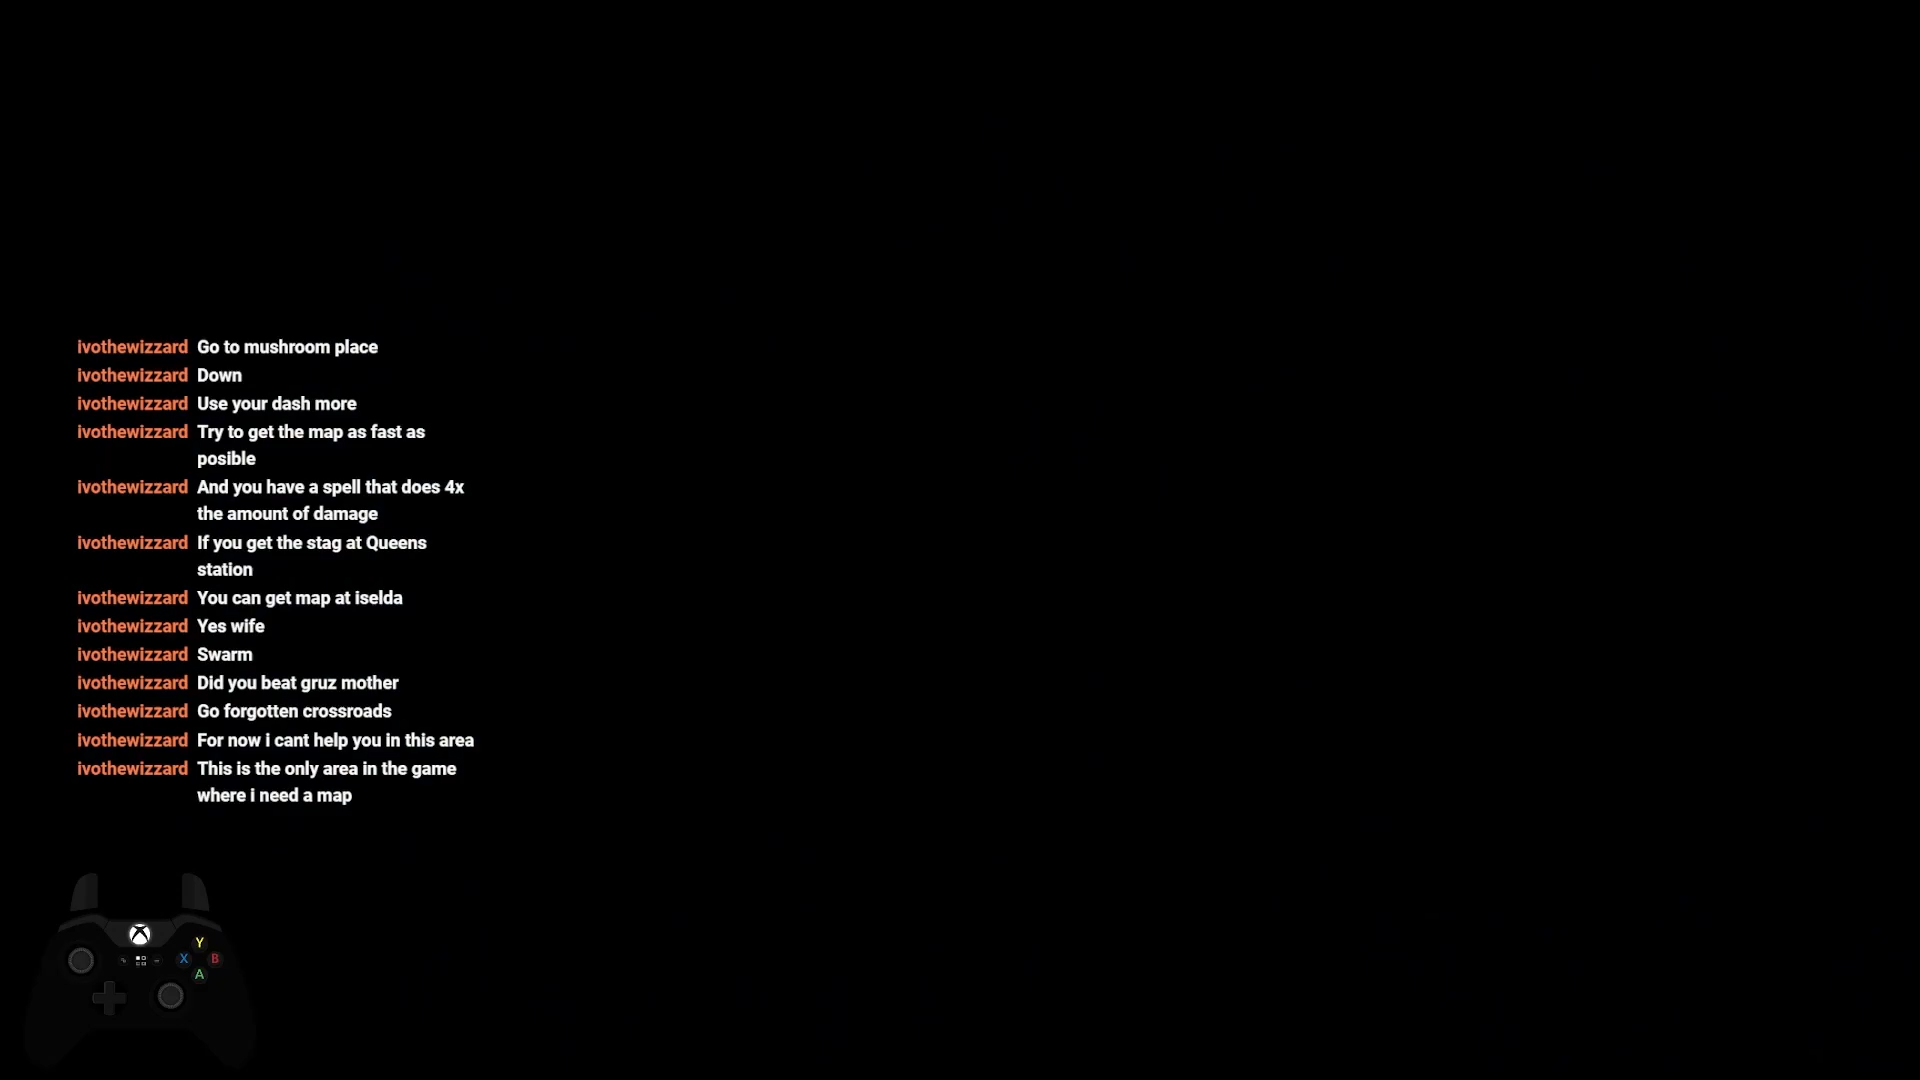 ivothewizzard Go to mushroom place
ivothewizzard Down
ivothewizzard Use your dash more
ivothewizzard Try to get the map as fast as
posible
ivothewizzard And you have a spell that does 4x
the amount of damage
ivothewizzard If you get the stag at Queens
station
ivothewizzard You can get map at iselda
ivothewizzard Yes wife
ivothewizzard Swarm
ivothewizzard Did you beat gruz mother
ivothewizzard Go forgotten crossroads
ivothewizzard For now i cant help you in this area
ivothewizzard This is the only area in the game
where i need a map
Y
X B
A